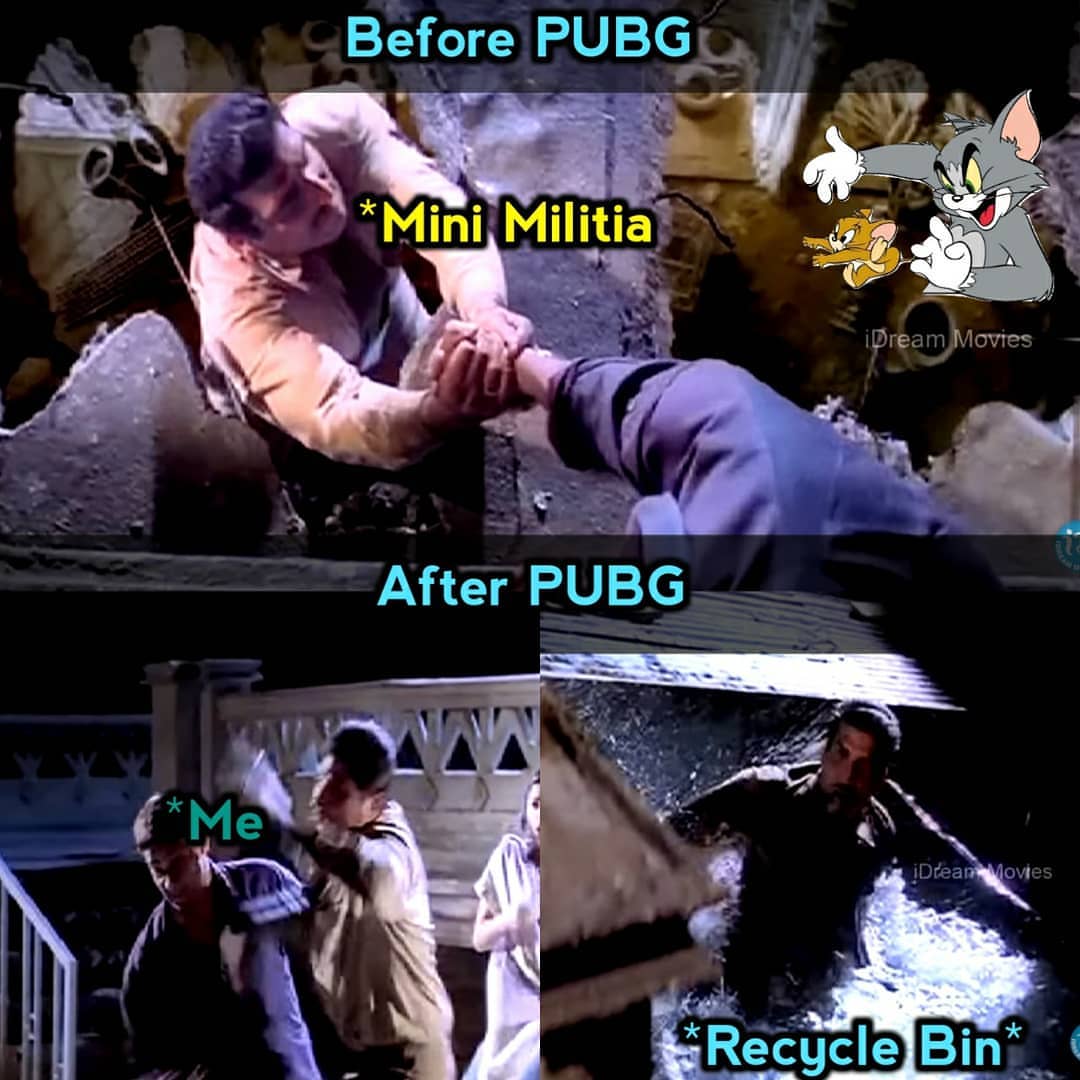 Before PUBG
*Mini Militia
iDream Movies
After PUBG
*Me
iDream Movies
*Recycle Bin*